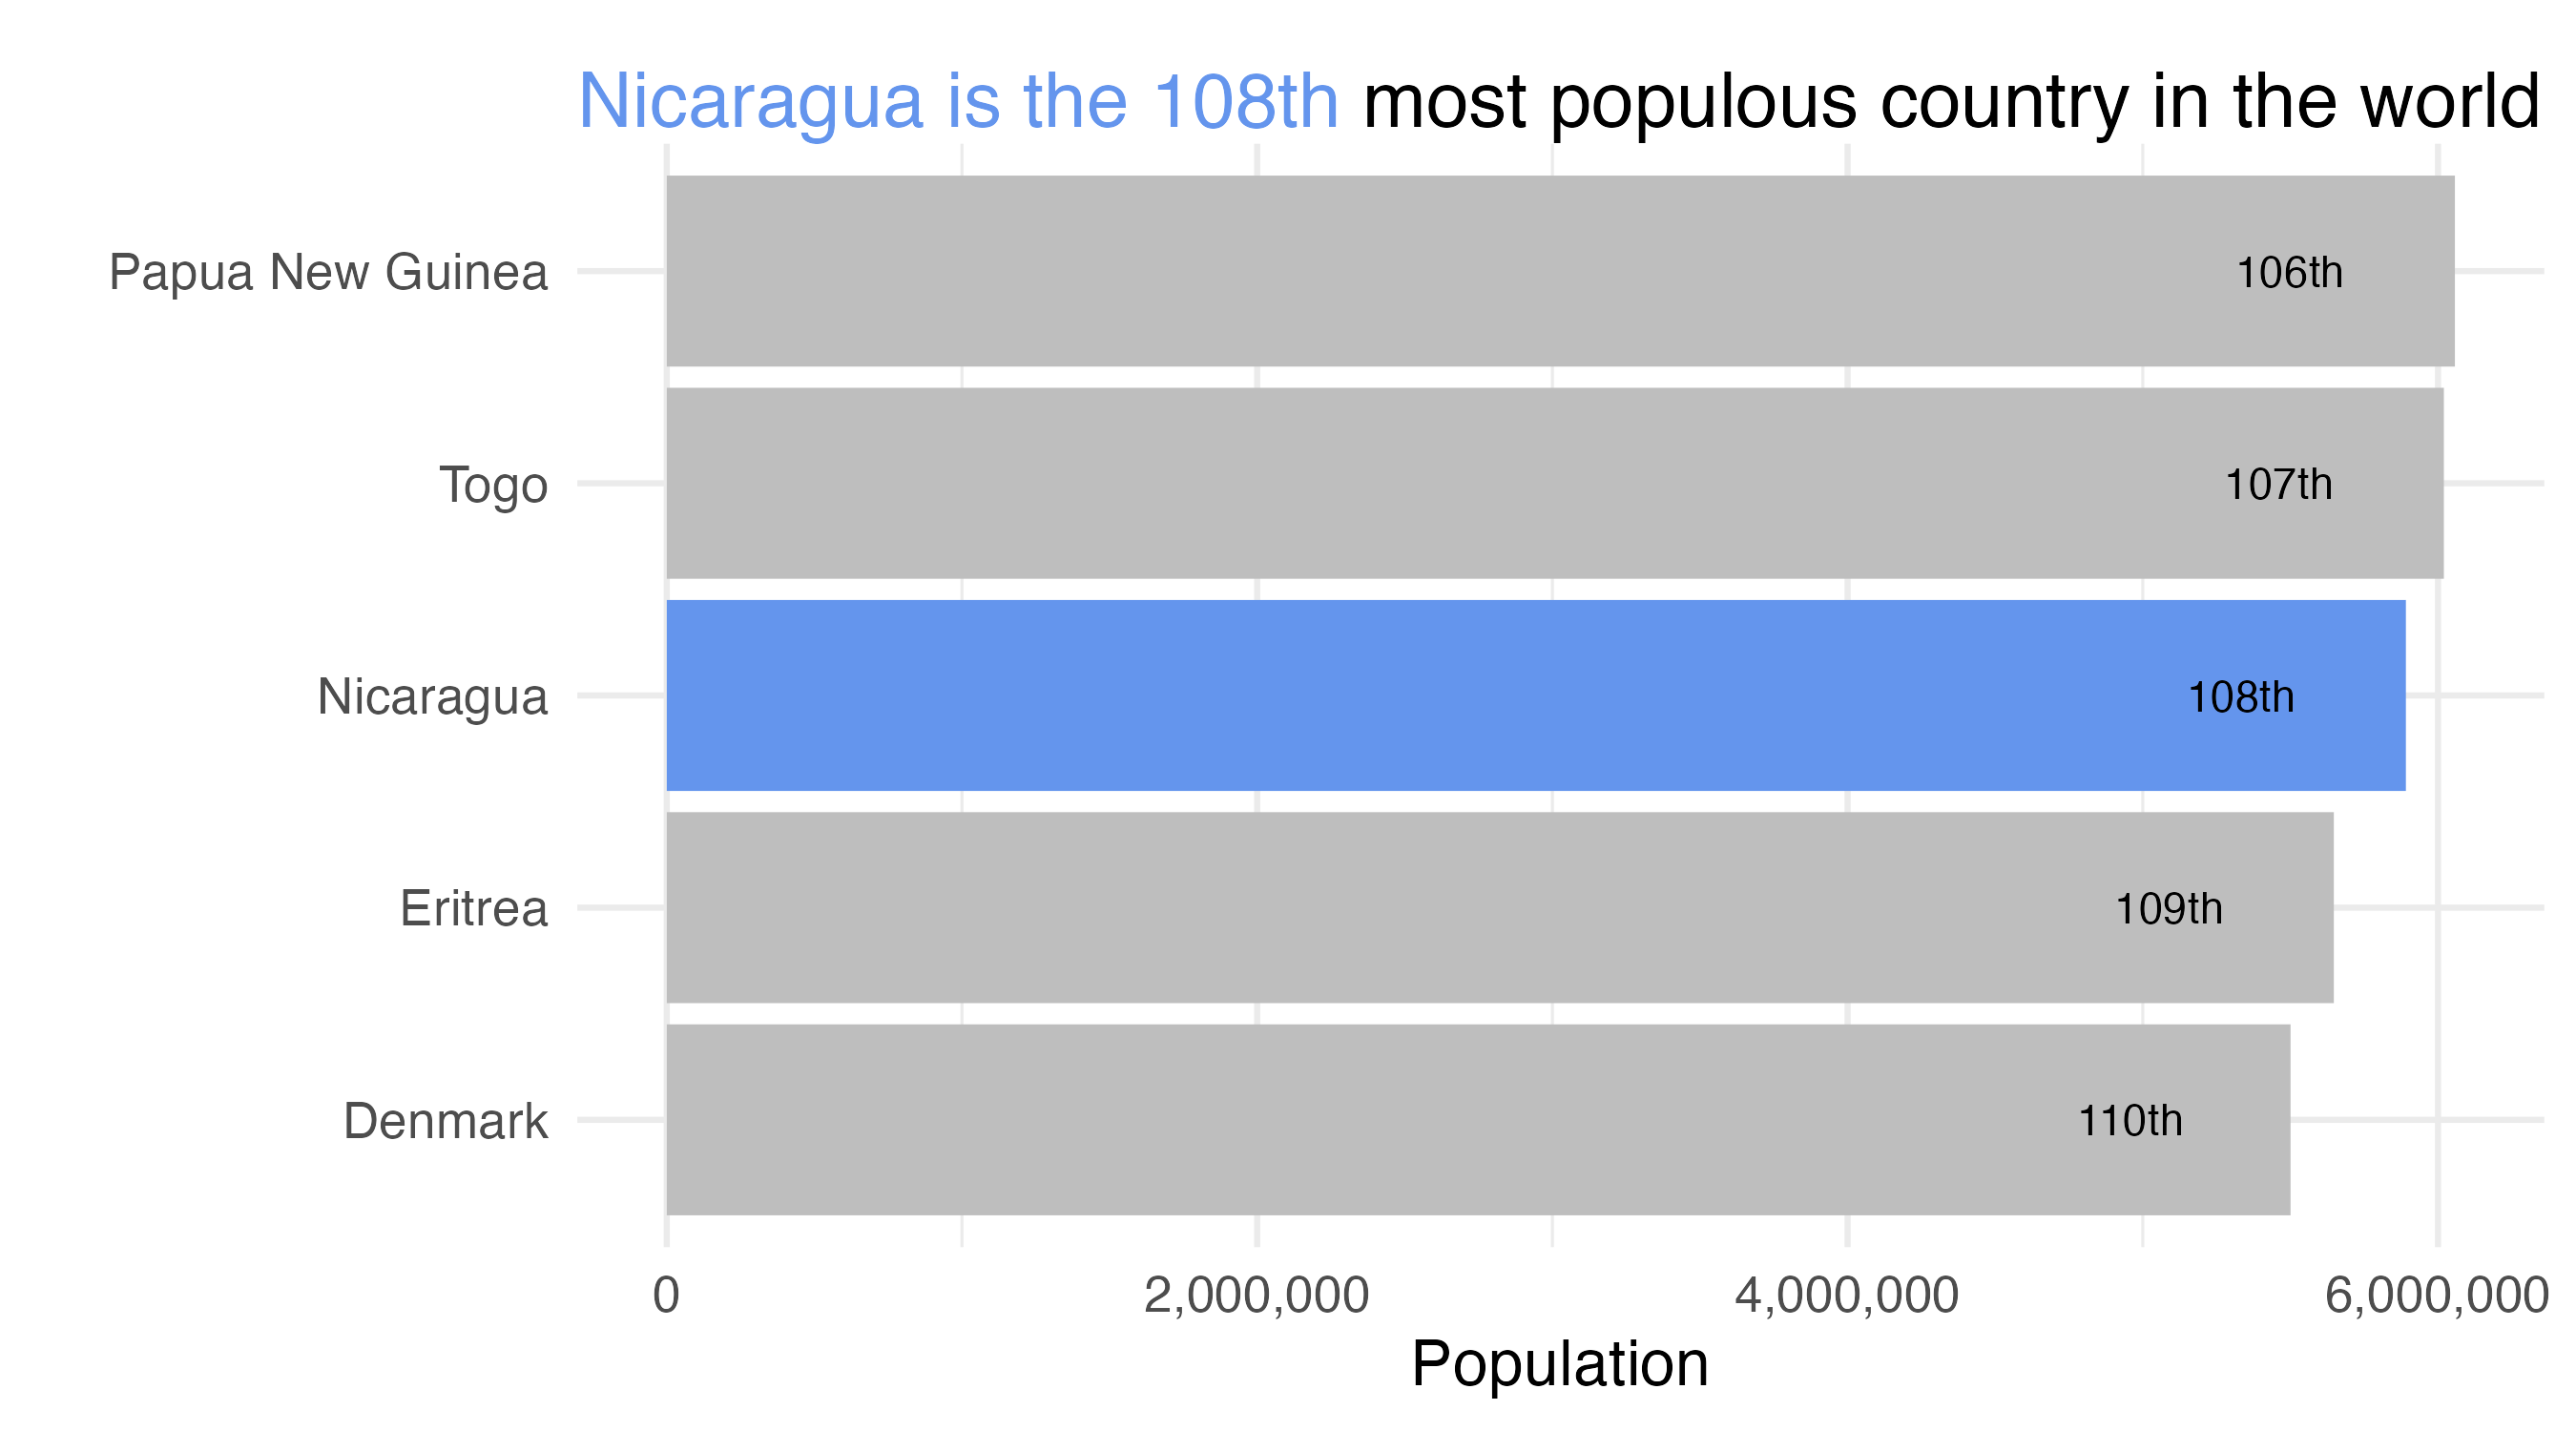 Nicaragua is the 108th most populous country in the world
Papua New Guinea 106th
Togo 107th
Nicaragua 108th
Eritrea 109th
Denmark 110th
0 2,000,000 4,000,000 6,000,000
Population